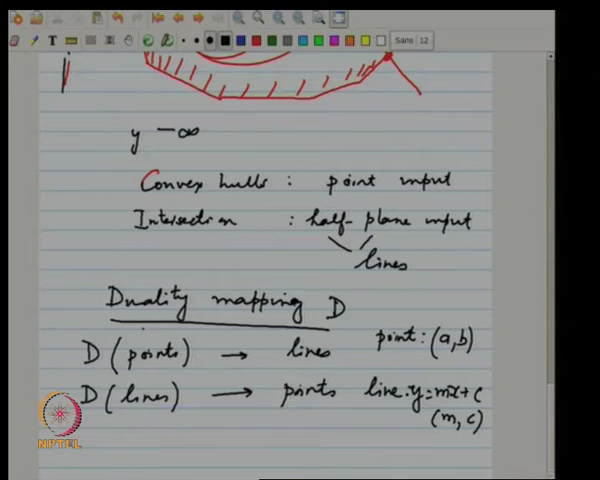 Sans 12
y -∞
Convex hulls : point input
Intersection : half-plane input
lines
Duality mapping D
D (points) → lines point: (a,b)
D (lines) → points line: y=mx+c
(m, c)
NPTEL